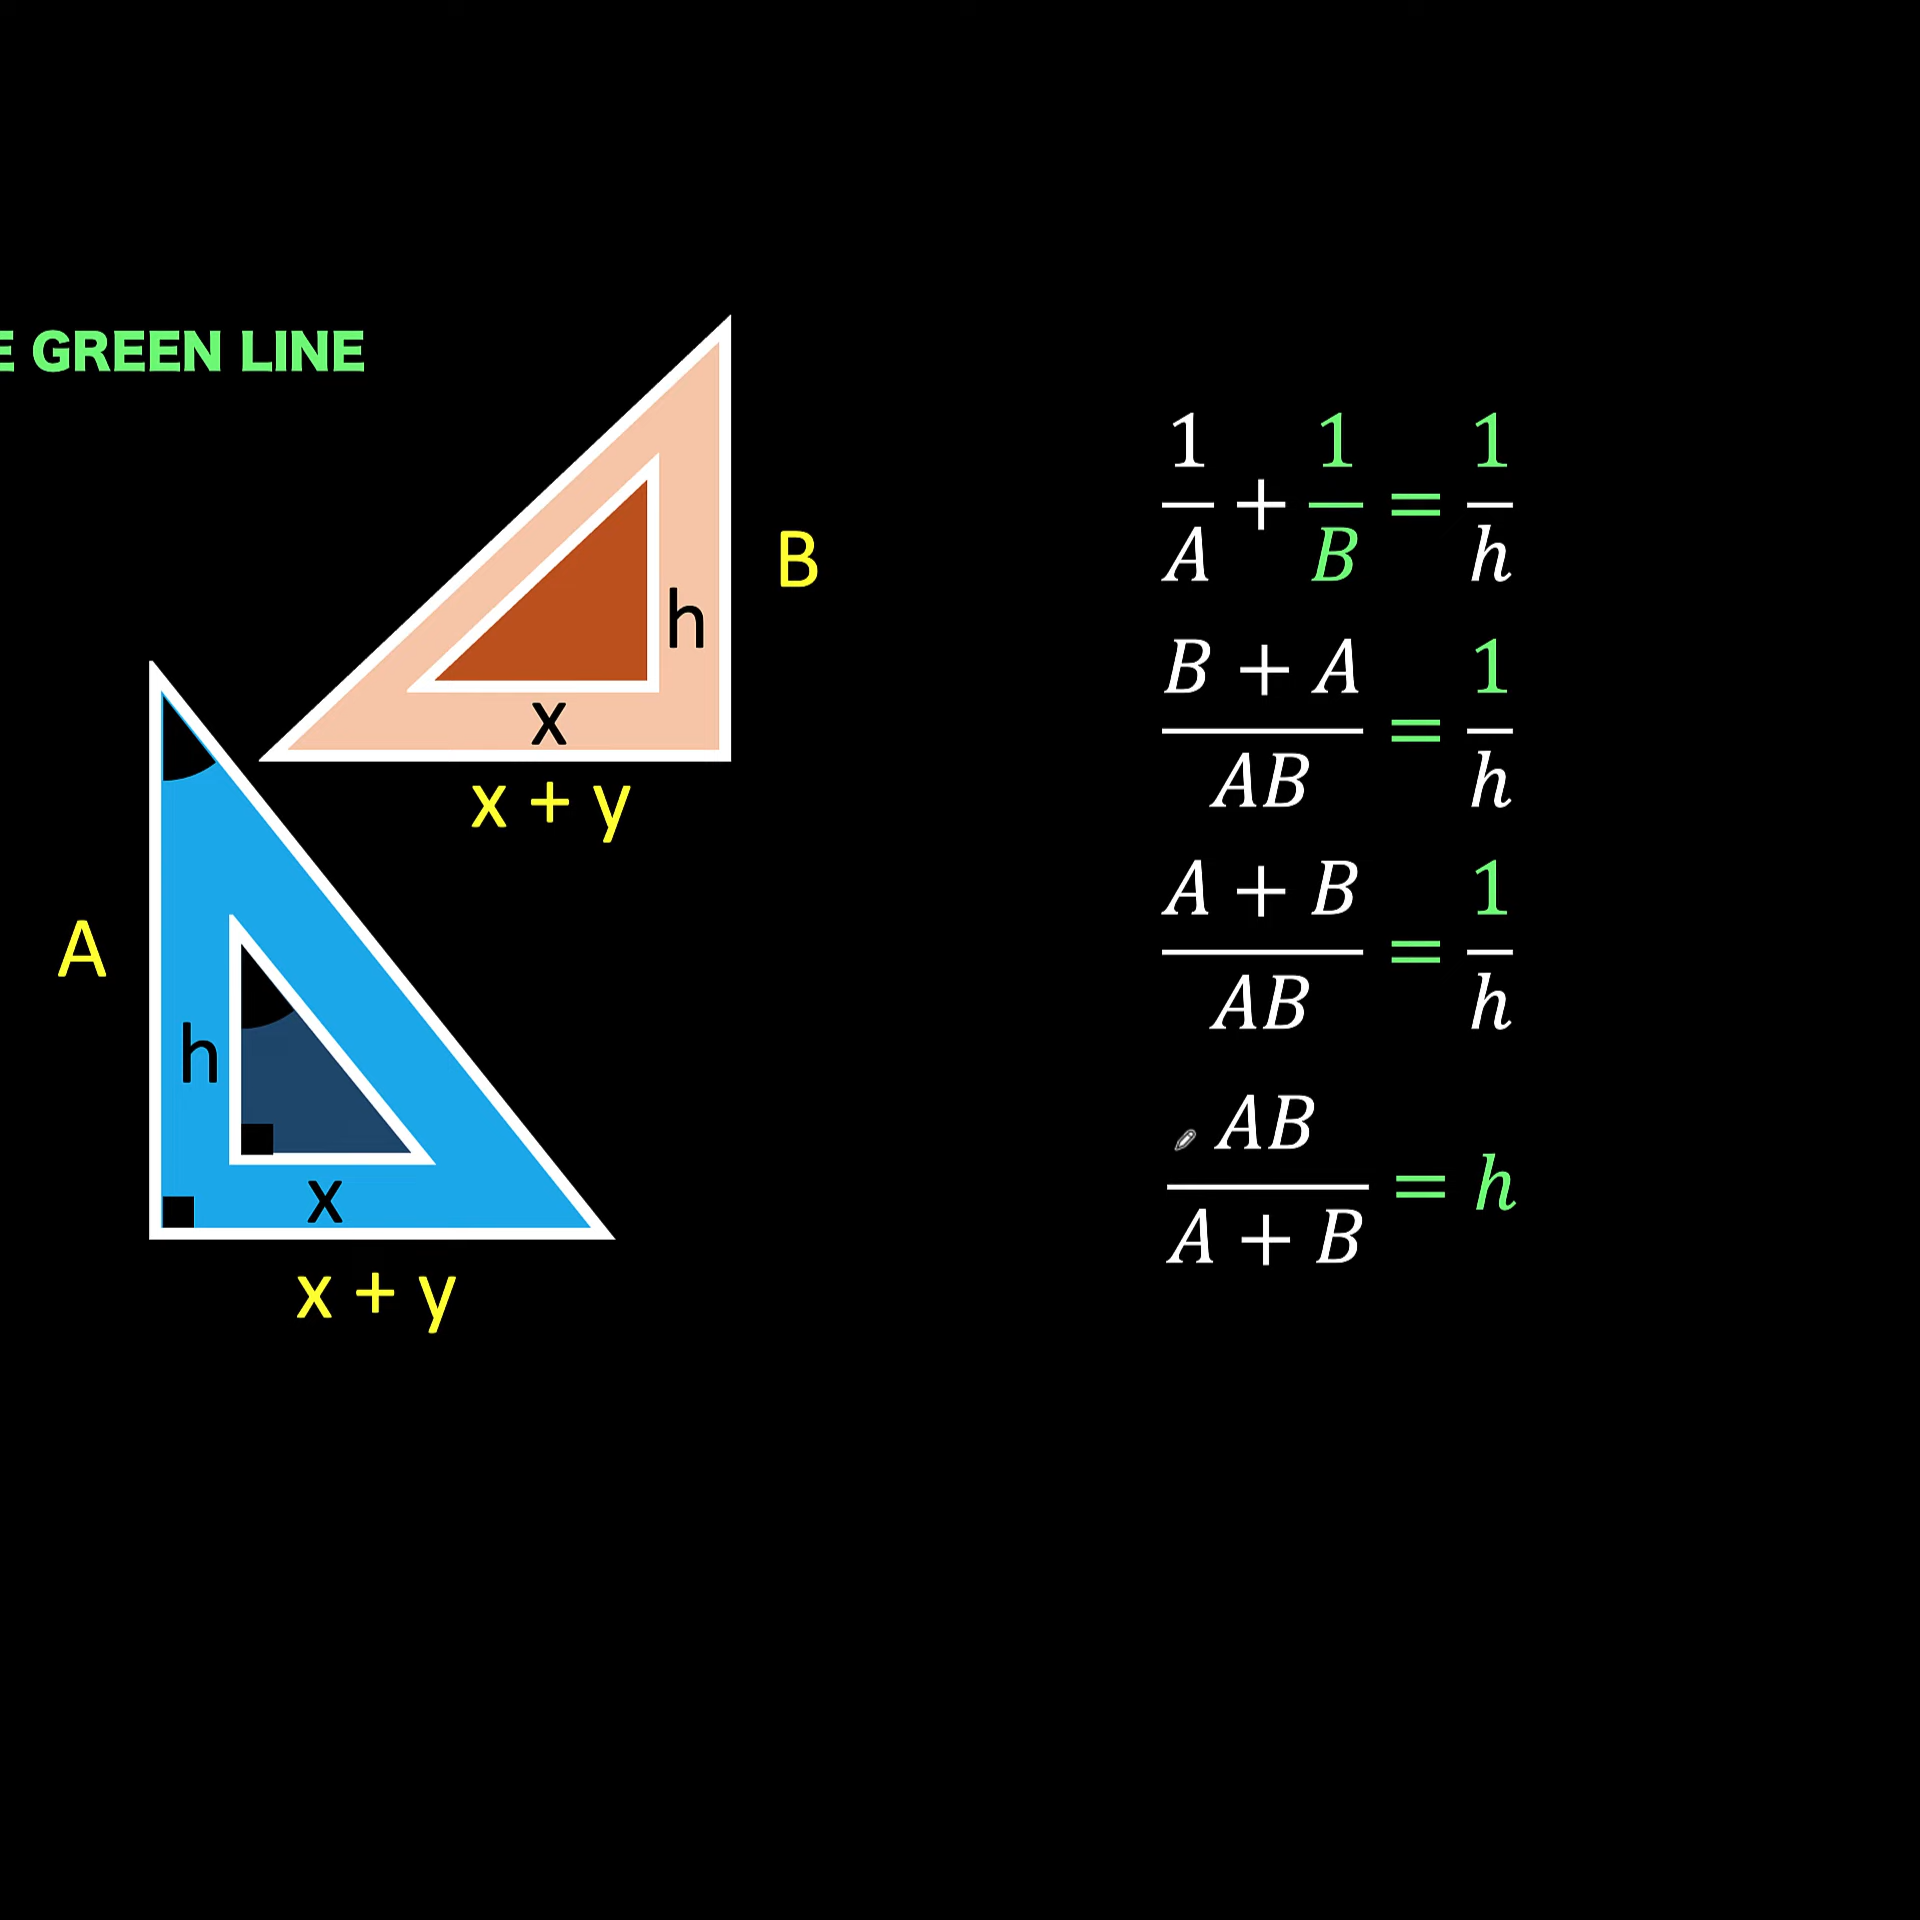 E GREEN LINE
B
h
x
x + y
A
h
x
x + y
1/A + 1/B = 1/h
B + A/AB = 1/h
A + B/AB = 1/h
AB/A + B = h